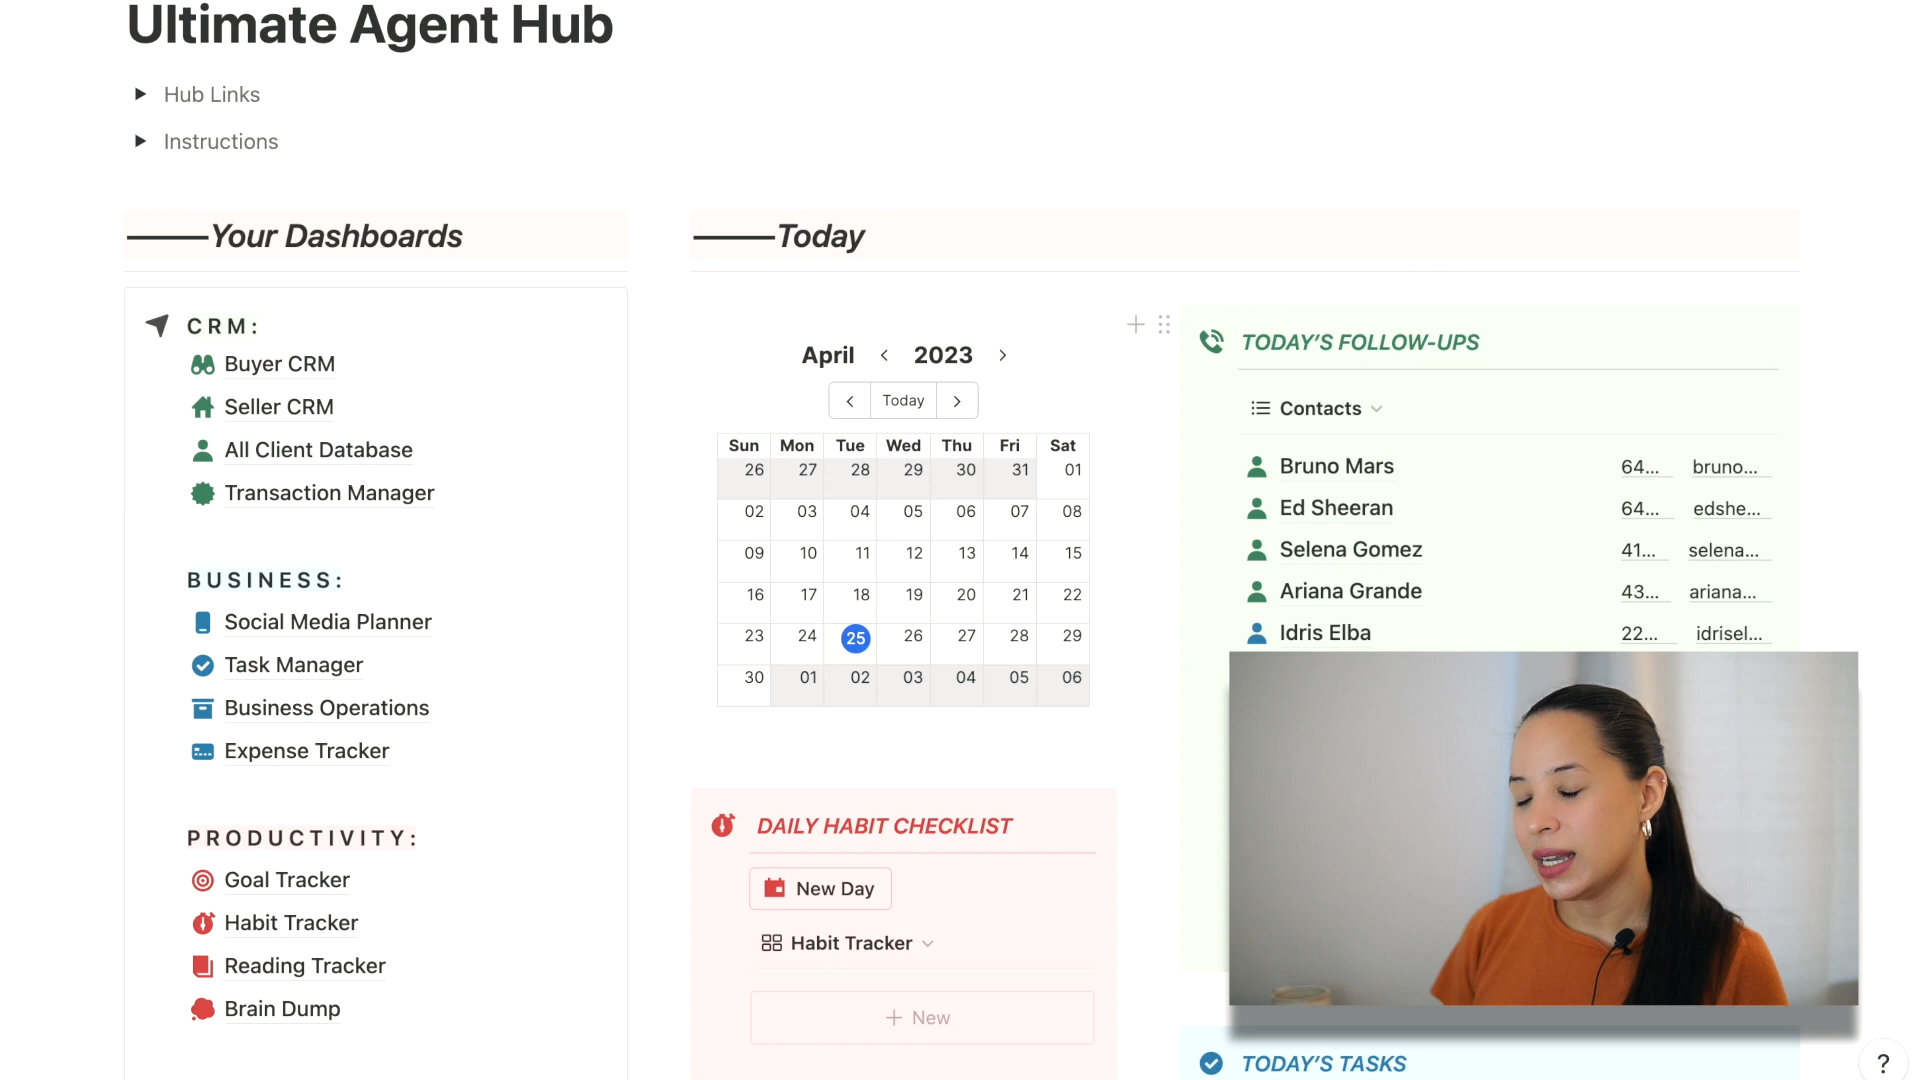 Ultimate Agent Hub
Hub Links
Instructions
———Your Dashboards
CRM:
Buyer CRM
Seller CRM
All Client Database
Transaction Manager
BUSINESS:
Social Media Planner
Task Manager
Business Operations
Expense Tracker
PRODUCTIVITY:
Goal Tracker
Habit Tracker
Reading Tracker
Brain Dump
———Today
April < 2023 >
< Today >
Sun Mon Tue Wed Thu Fri Sat
26 27 28 29 30 31 01
02 03 04 05 06 07 08
09 10 11 12 13 14 15
16 17 18 19 20 21 22
23 24 25 26 27 28 29
30 01 02 03 04 05 06
DAILY HABIT CHECKLIST
New Day
Habit Tracker
+ New
TODAY'S FOLLOW-UPS
Contacts
Bruno Mars 64... bruno...
Ed Sheeran 64... edshe...
Selena Gomez 41... selena...
Ariana Grande 43... ariana...
Idris Elba 22... idrisel...
TODAY'S TASKS
?